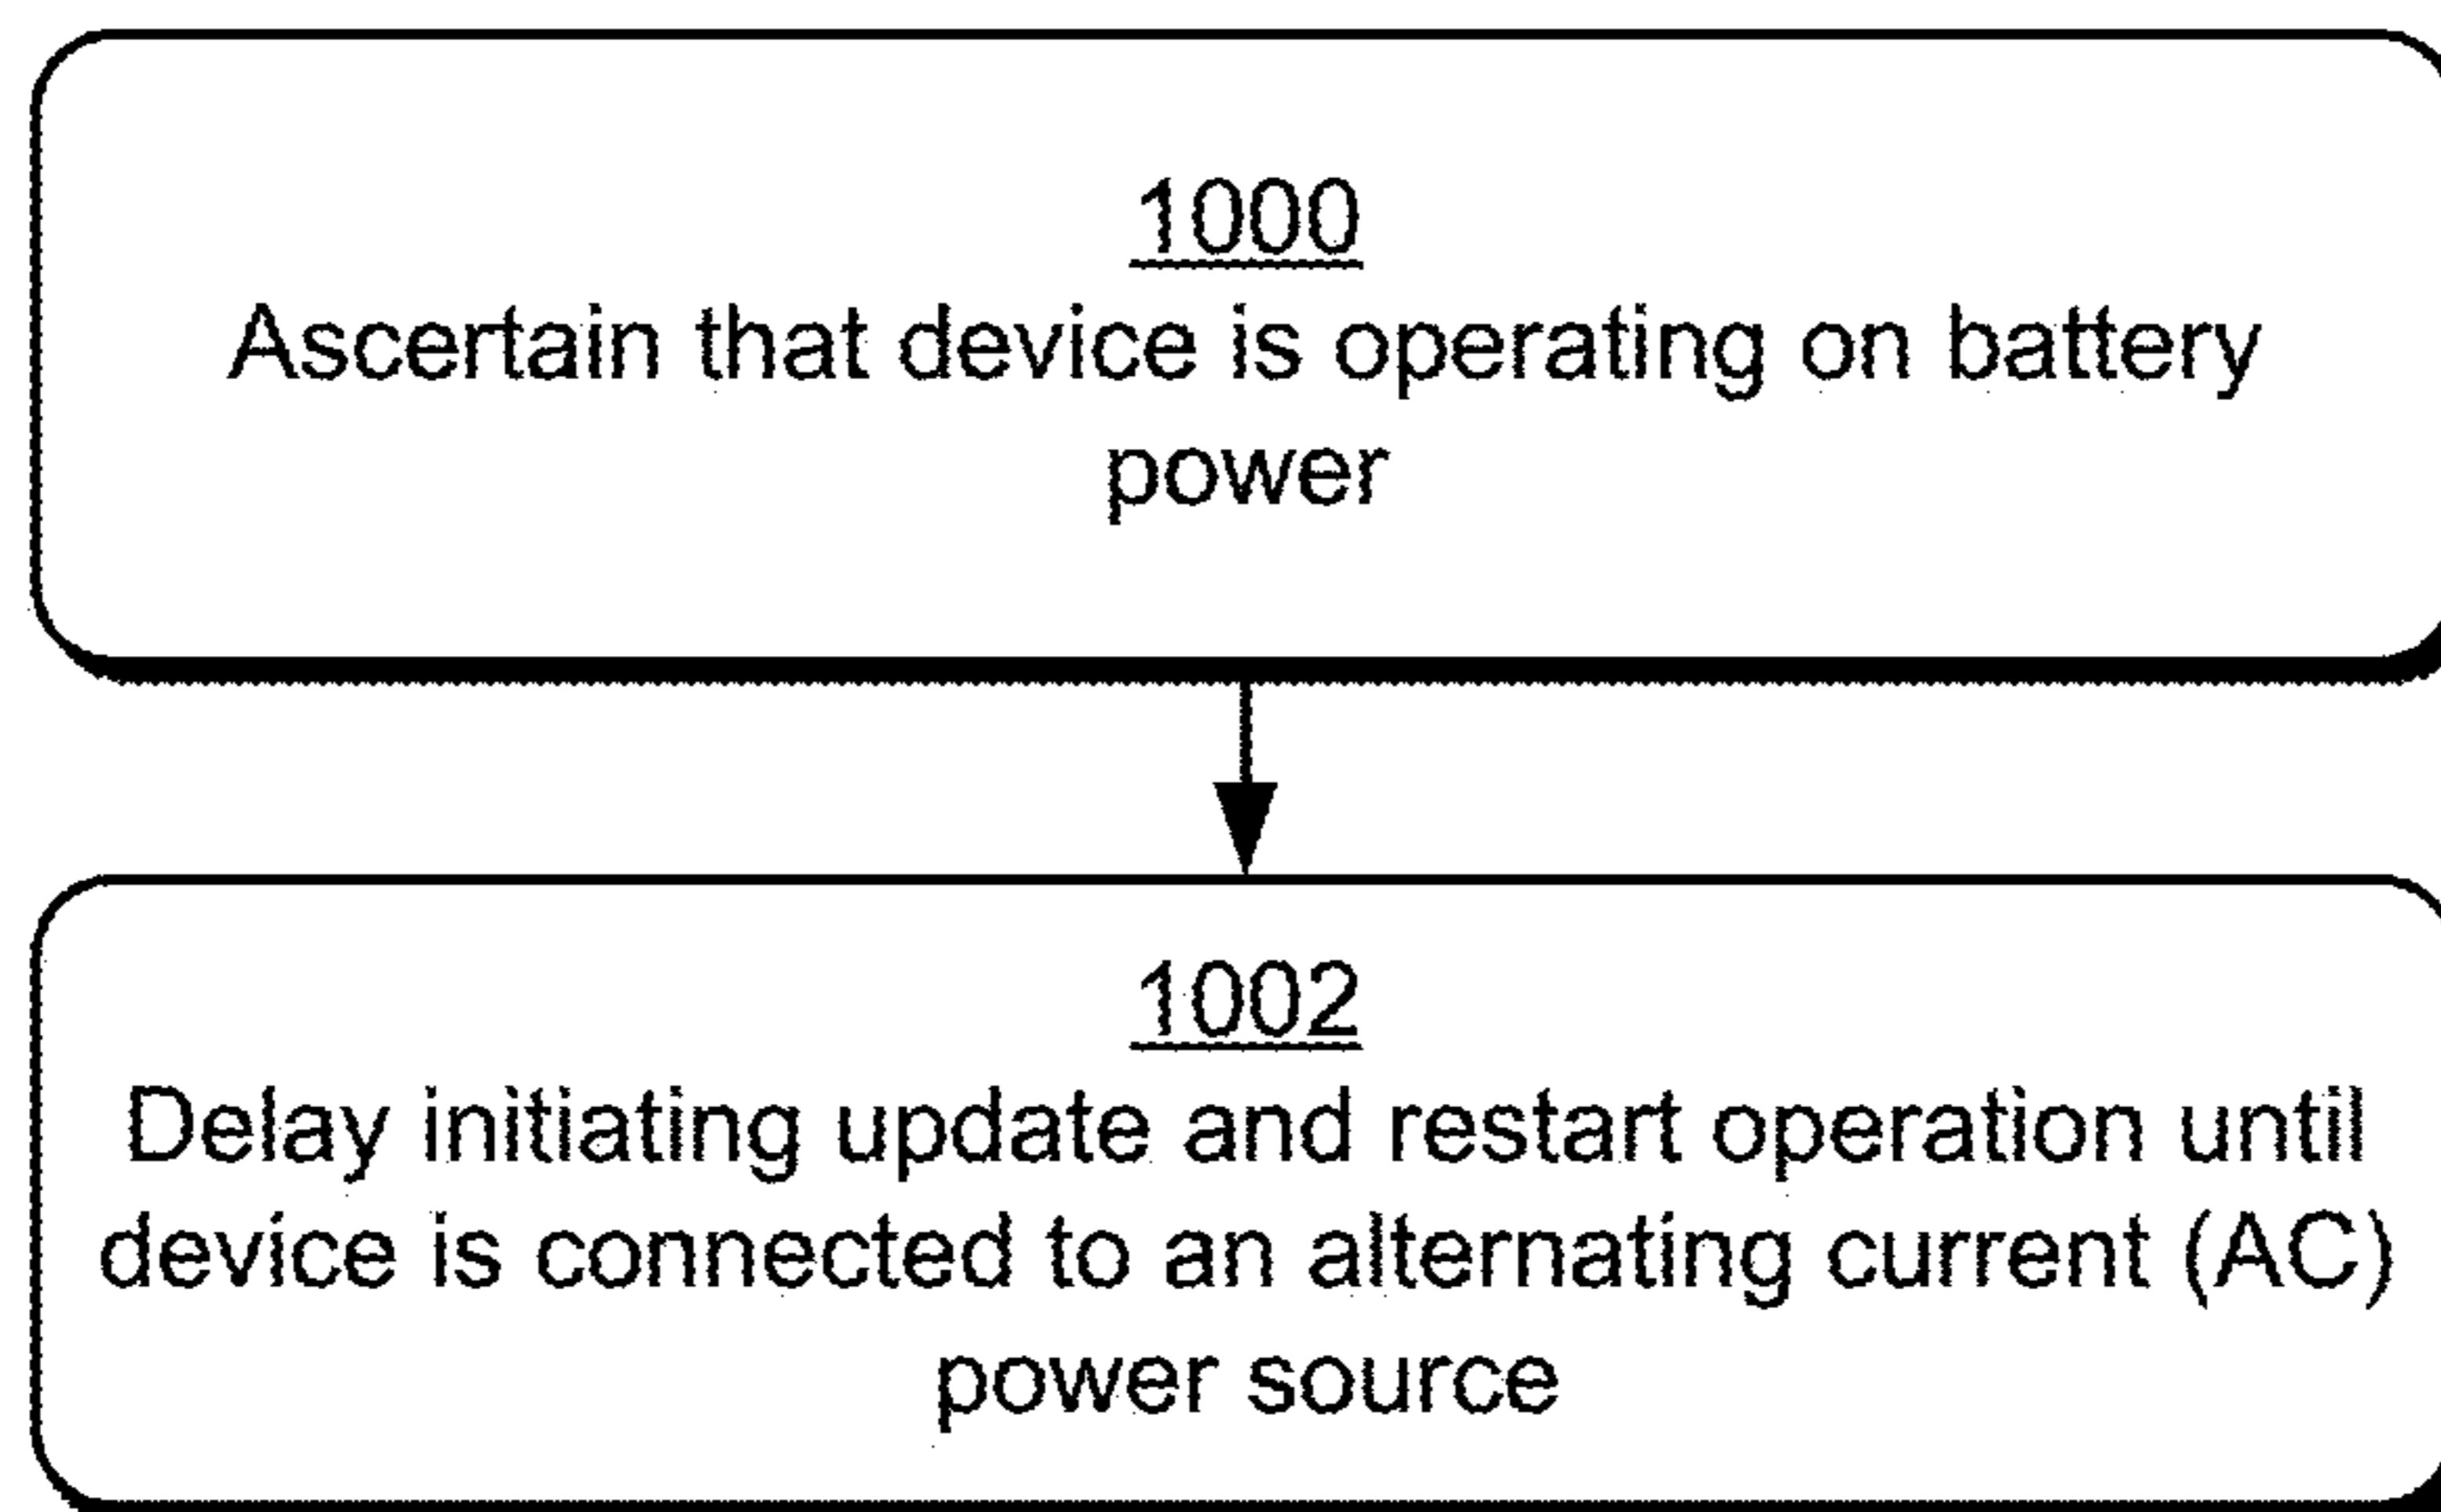 1000
Ascertain that device is operating on battery
power
1002
Delay initiating update and restart operation until
device is connected to an alternating current (AC)
power source